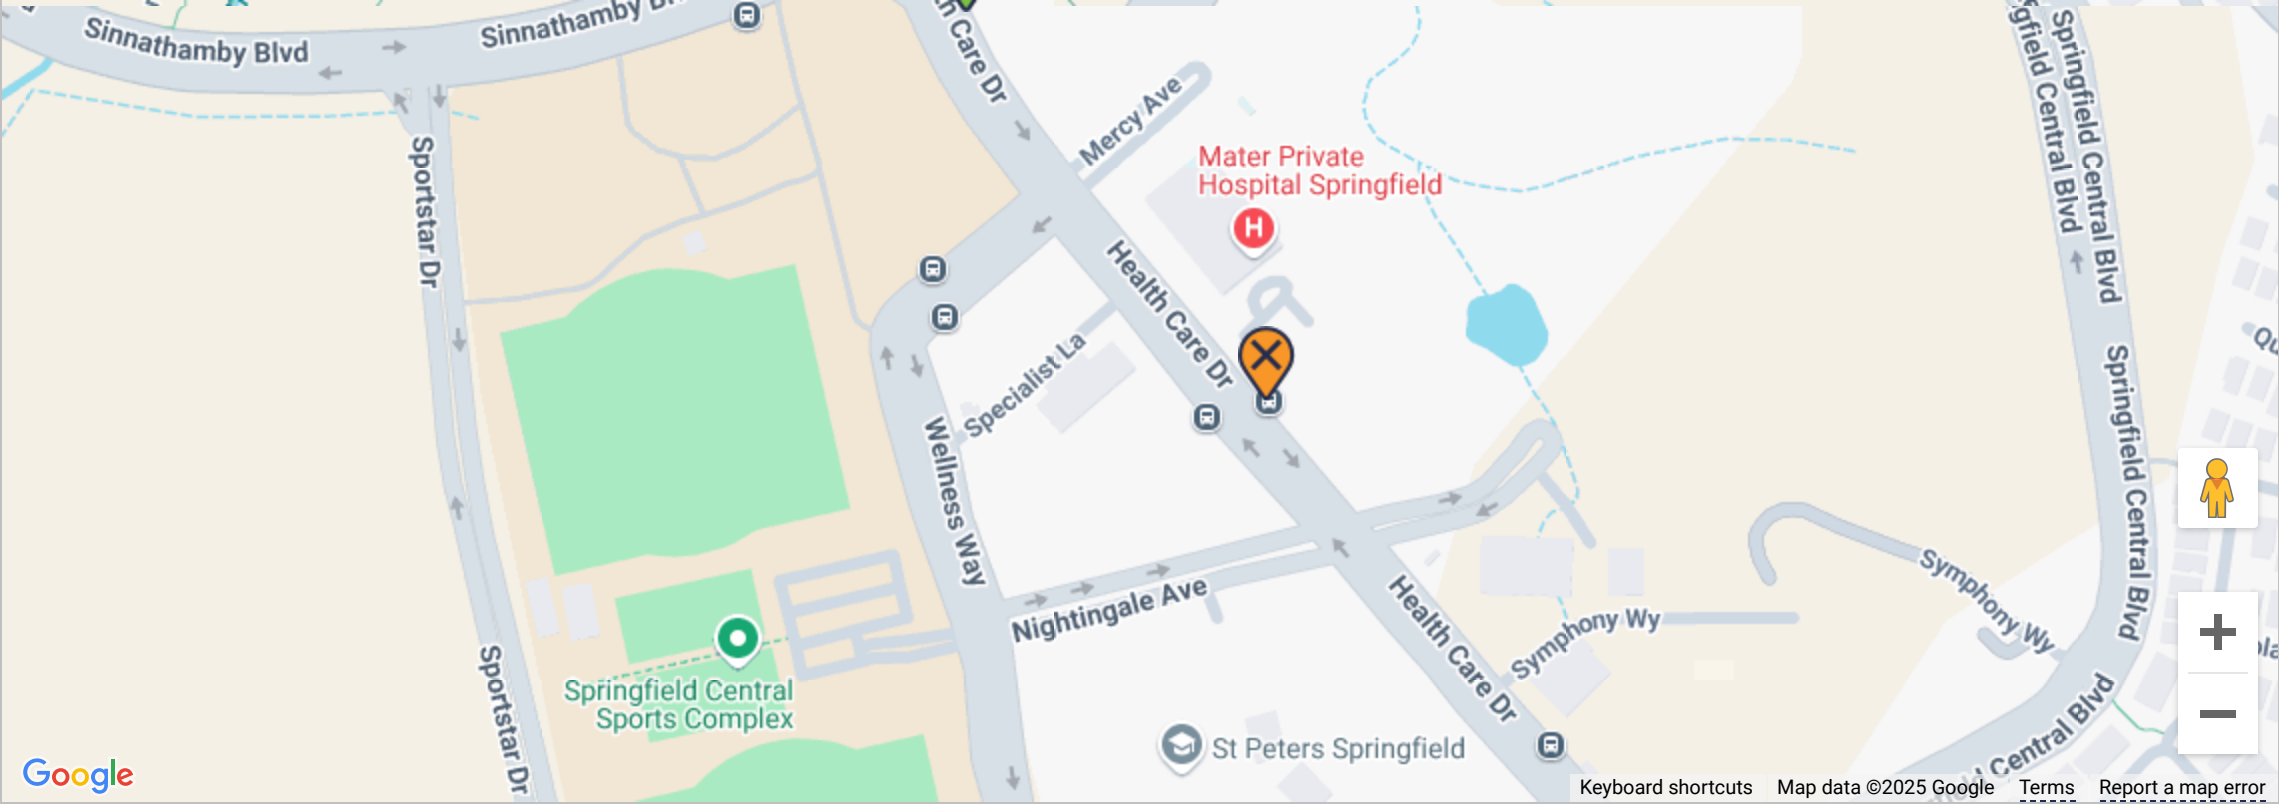 Sinnathamby Blvd
Sinnathamby
Care Dr
Mercy Ave
Mater Private
Hospital Springfield
H
Springfield Central Blvd
Springfield Central Blvd
Sportstar Dr
Health Care Dr
Specialist La
Wellness Way
Springfield Central Blvd
Nightingale Ave
Health Care Dr
Symphony Wy
Symphony Wy
Springfield Central
Sports Complex
Sportstar Dr
St Peters Springfield
Central Blvd
Google
Keyboard shortcuts
Map data ©2025 Google
Terms
Report a map error